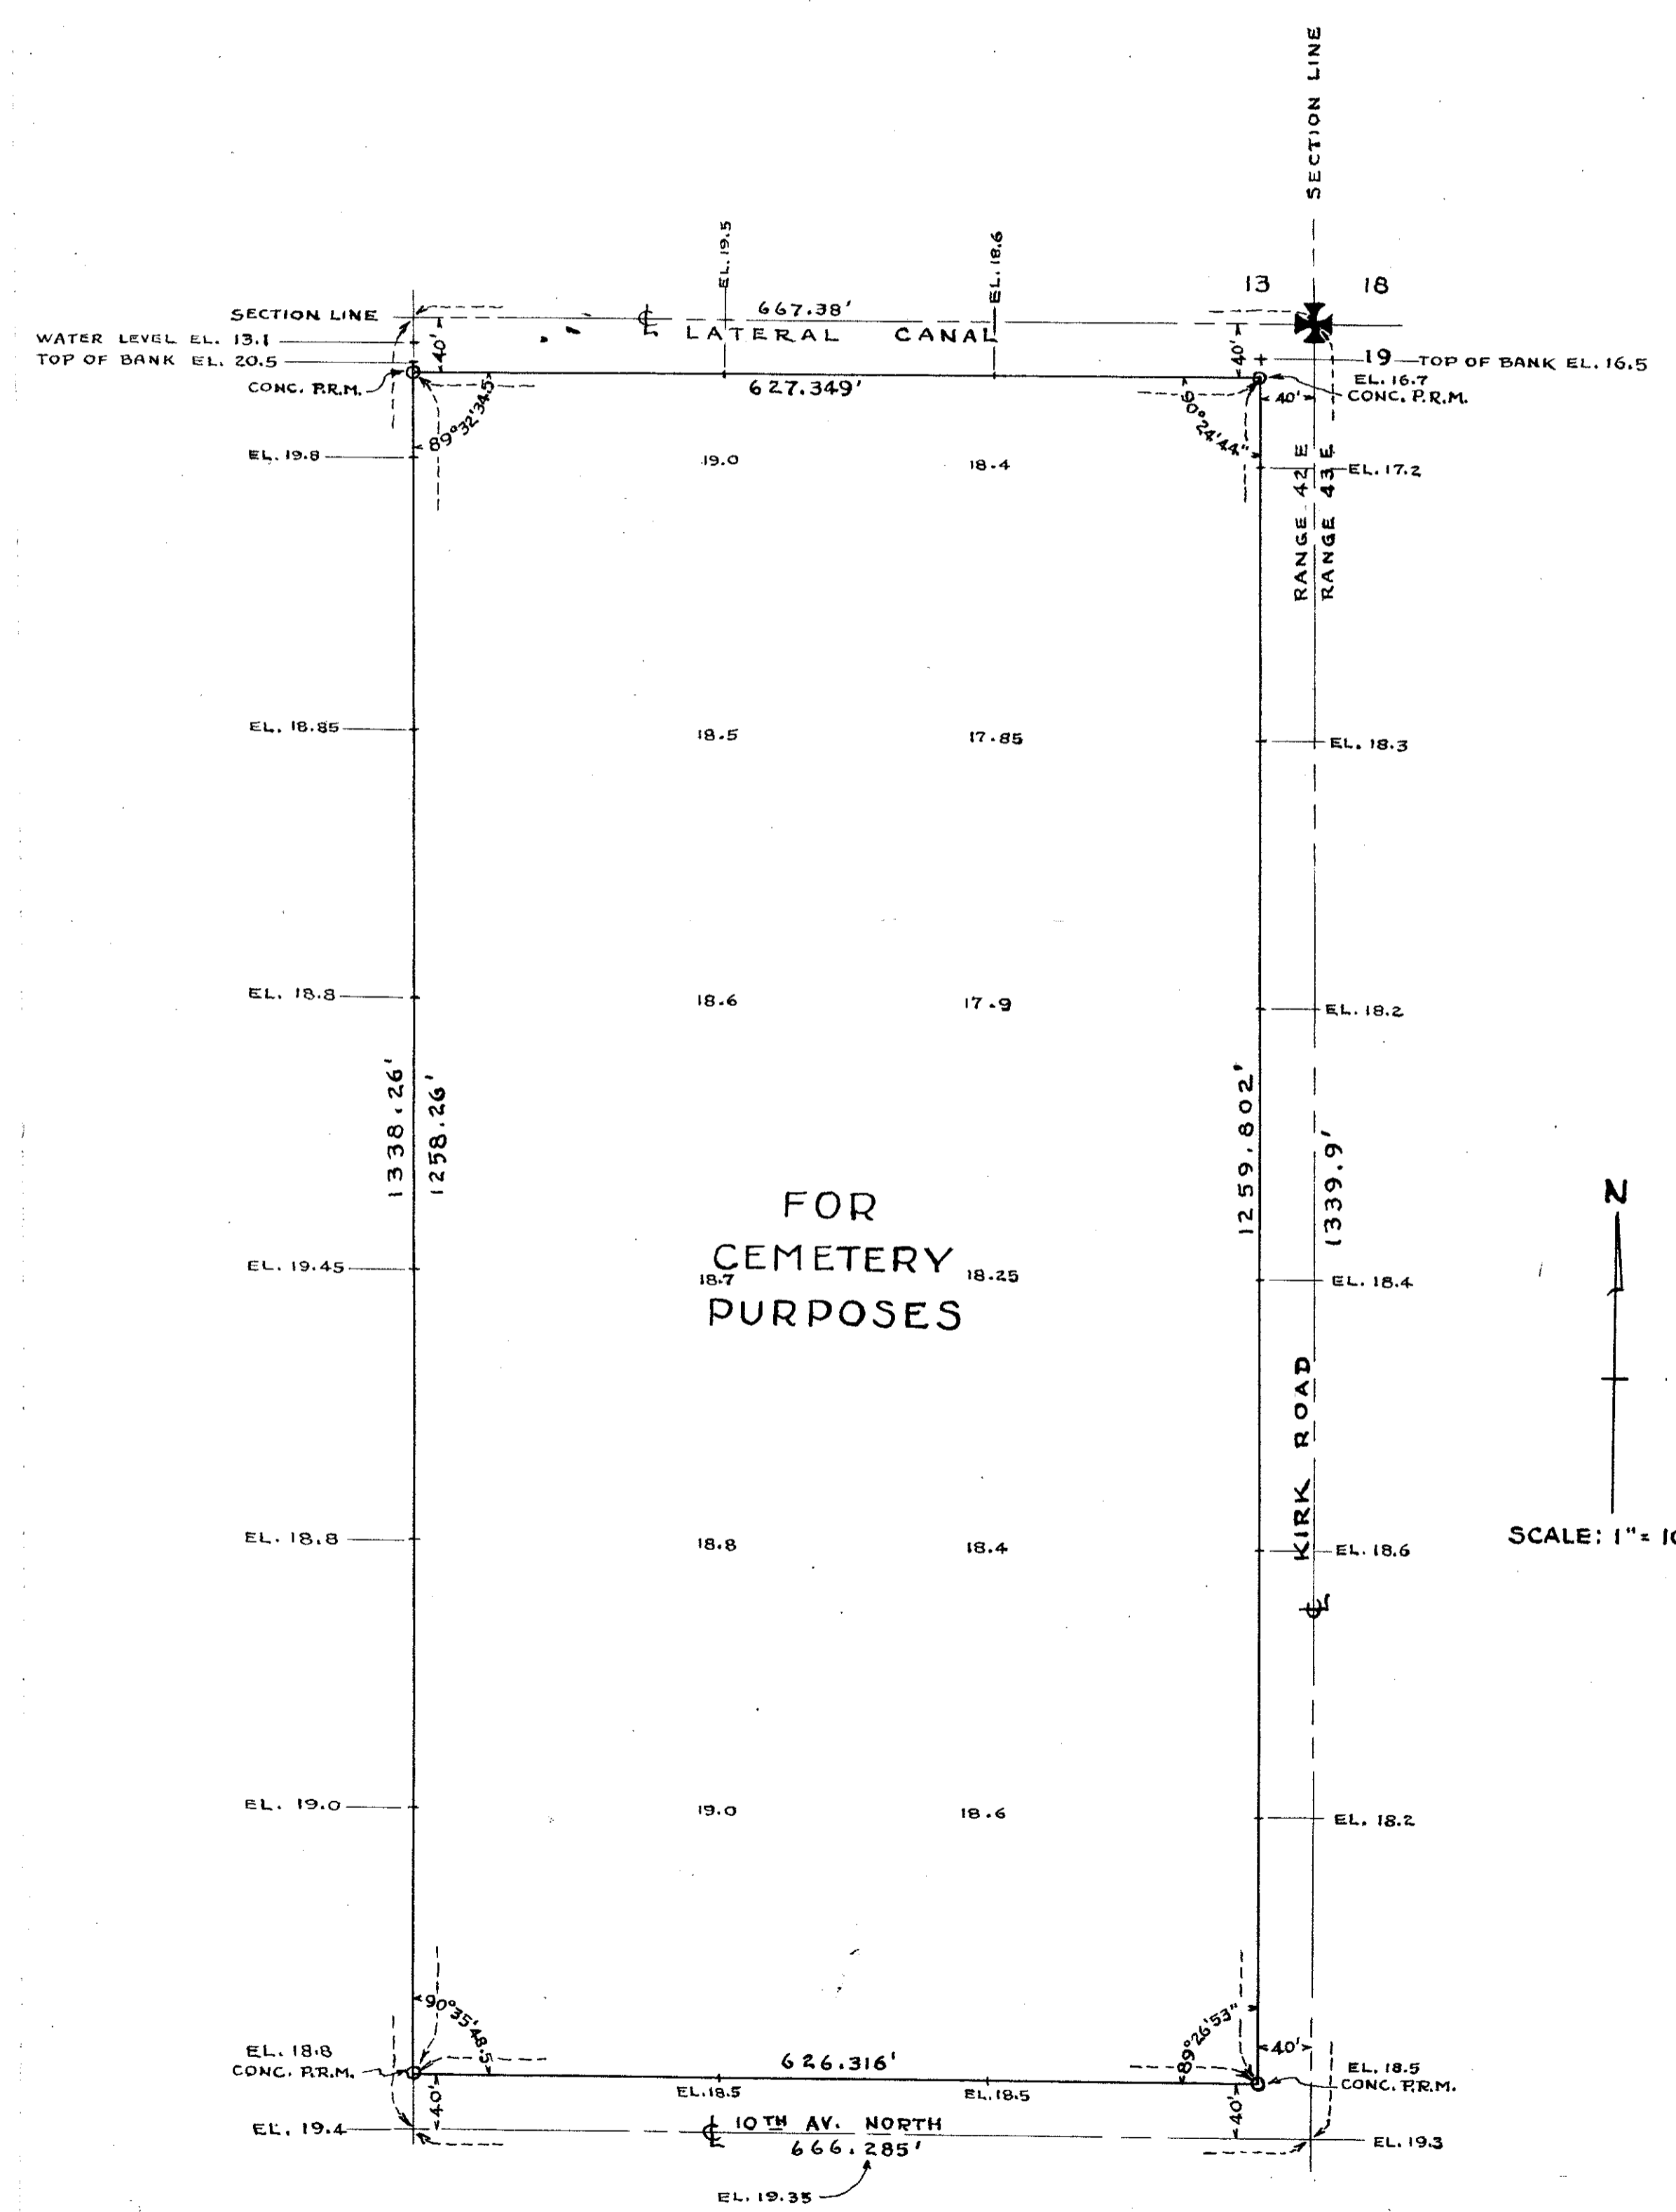 SECTION LINE
EL. 19.5
EL. 18.6
13
18
SECTION LINE
667.38'
WATER LEVEL EL. 13.1
℄ LATERAL CANAL
TOP OF BANK EL. 20.5
40'
40'
19
TOP OF BANK EL. 16.5
EL. 16.7
CONC. P.R.M.
627.349'
40'
CONC. P.R.M.
89°32'34.5"
90°24'44"
EL. 19.8
19.0
18.4
EL. 17.2
RANGE 42 E
RANGE 43 E
EL. 18.85
18.5
17.85
EL. 18.3
EL. 18.8
18.6
17.9
EL. 18.2
1338.26'
1258.26'
1259.802'
1339.9'
N
FOR
CEMETERY
PURPOSES
EL. 19.45
18.7
18.25
EL. 18.4
KIRK ROAD ℄
SCALE: 1"= 10
EL. 18.8
18.8
18.4
EL. 18.6
EL. 19.0
19.0
18.6
EL. 18.2
90°35'48.5"
89°26'53"
EL. 18.8
CONC. P.R.M.
626.316'
40'
EL. 18.5
CONC. P.R.M.
EL. 18.5
EL. 18.5
40'
40'
EL. 19.4
℄ 10TH AV. NORTH
666.285'
EL. 19.3
EL. 19.35